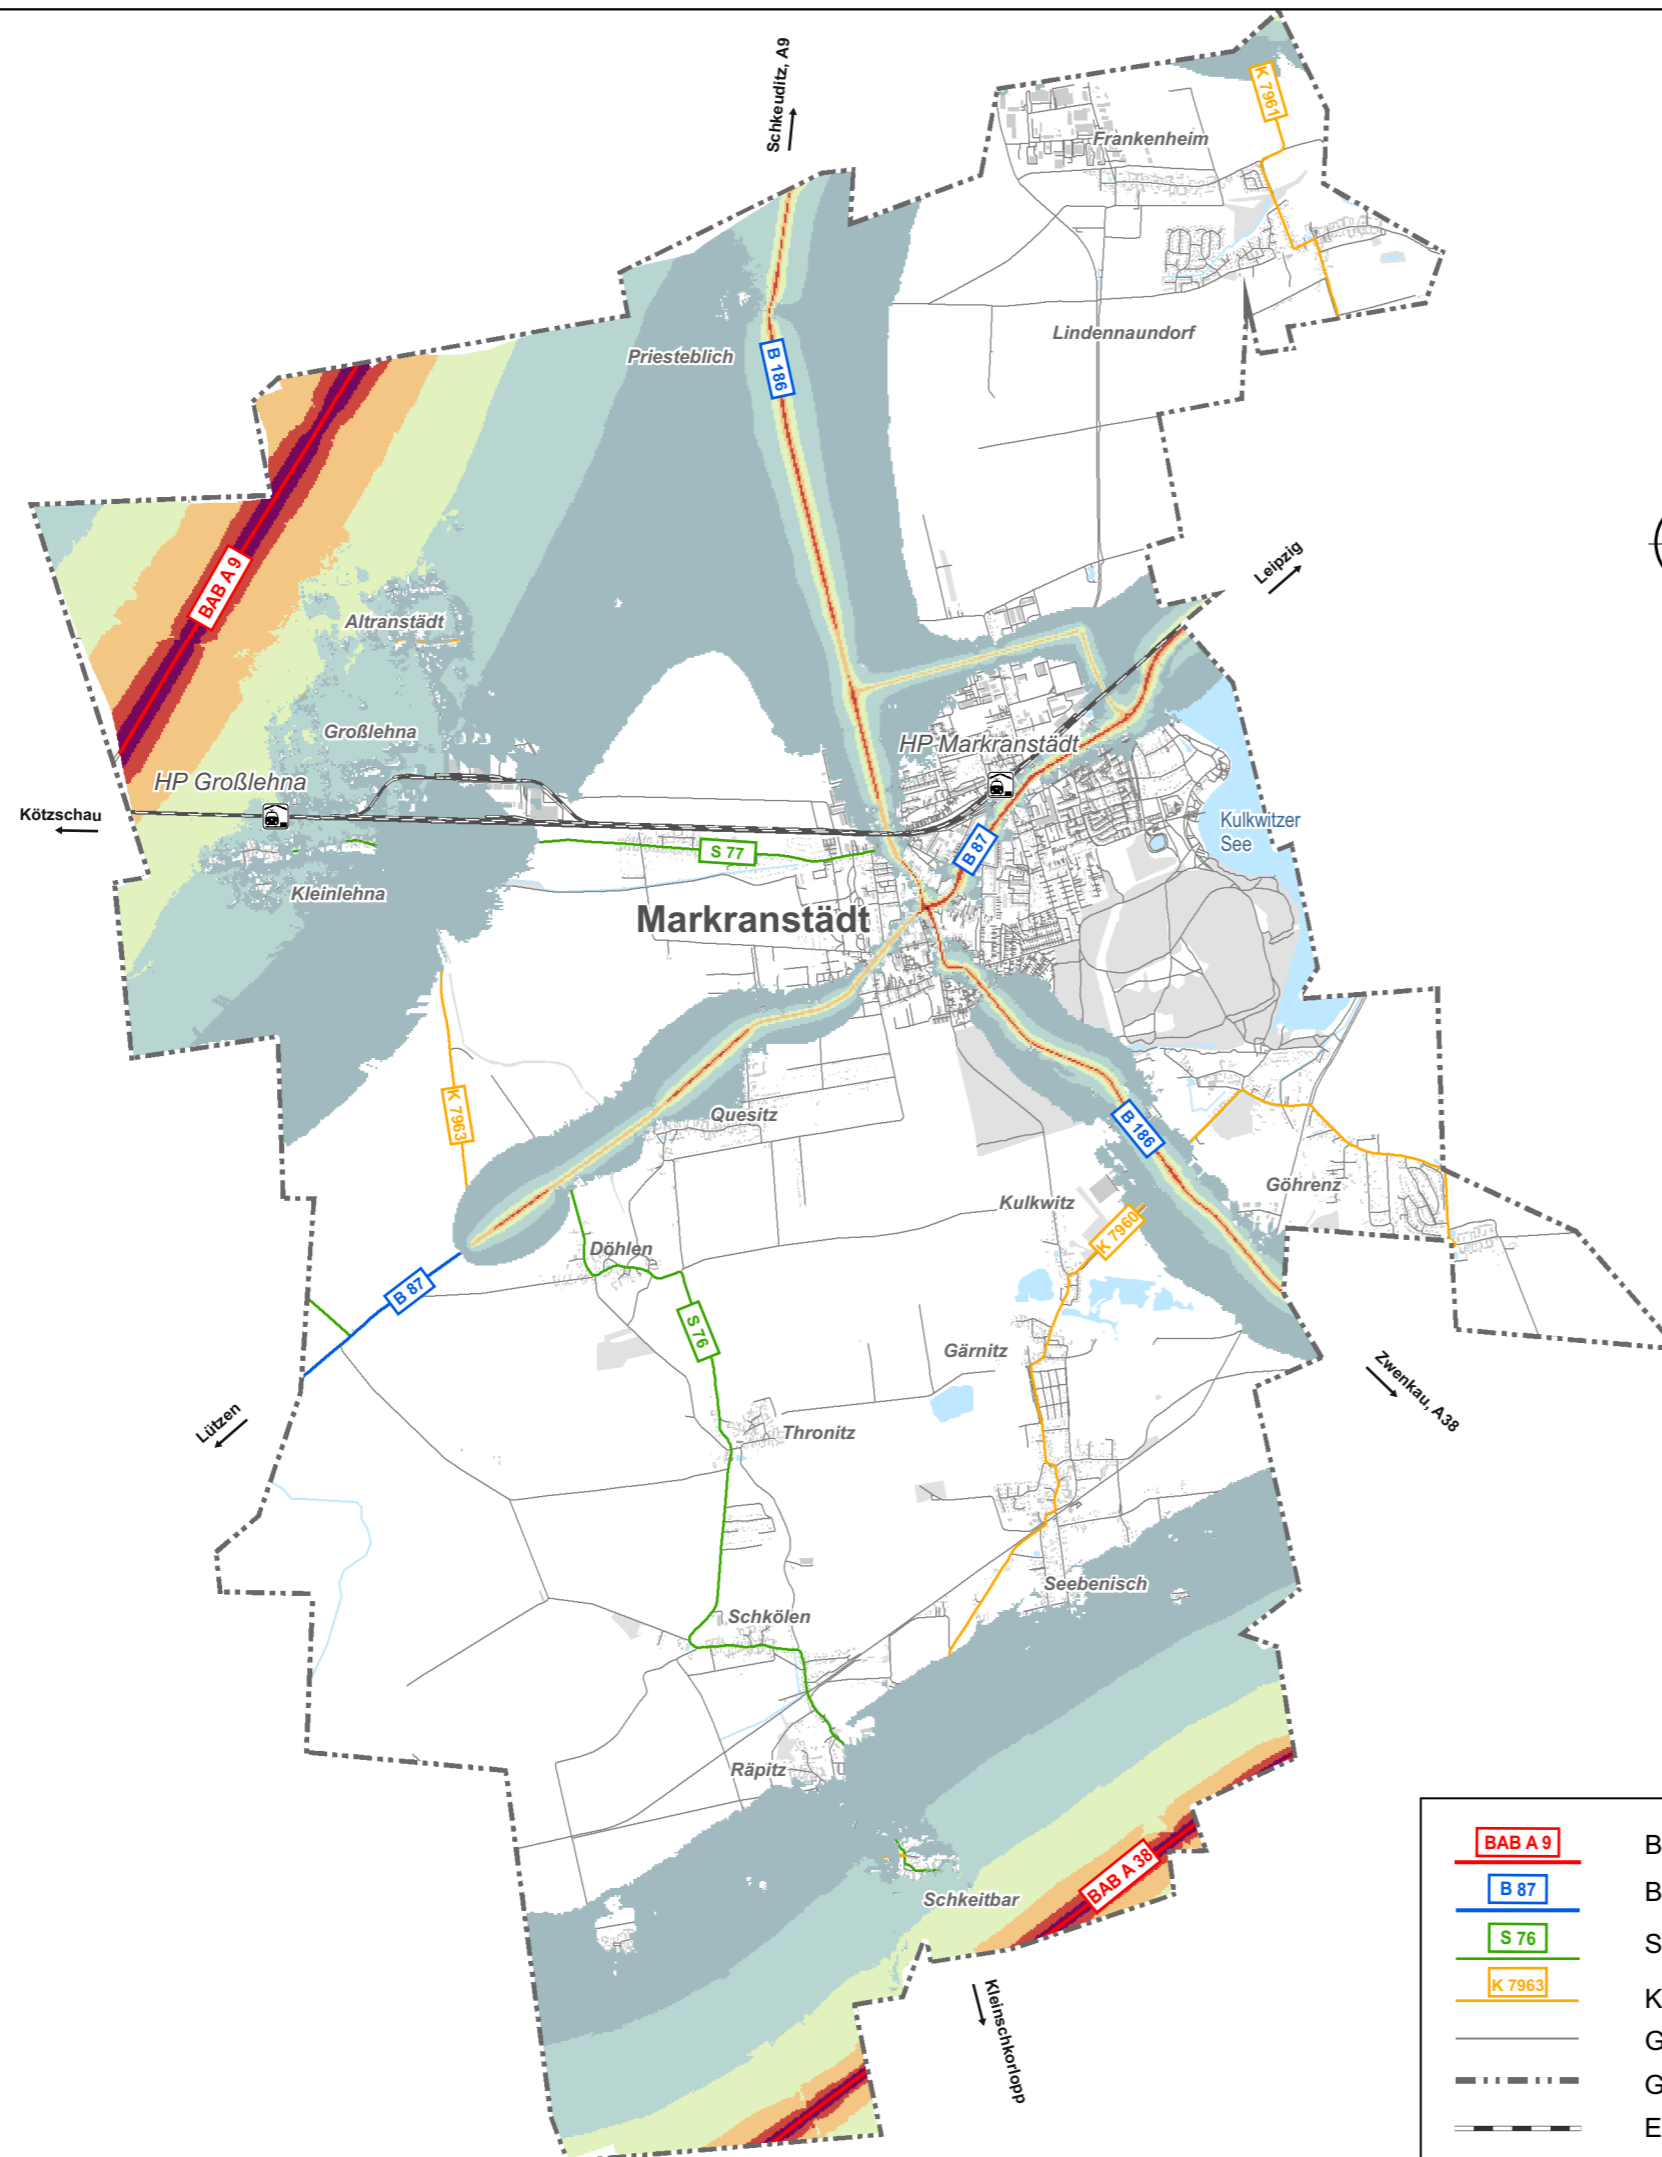 Schkeuditz, A9
K 7961
Frankenheim
Lindennaundorf
Priesteblich
B 186
Leipzig
BAB A 9
Altranstädt
Großlehna
HP Markranstädt
HP Großlehna
Kötzschau
Kulkwitzer
See
S 77
B 87
Kleinlehna
Markranstädt
K 7963
Quesitz
B 186
Kulkwitz
Göhrenz
K 7960
Döhlen
B 87
S 76
Gärnitz
Zwenkau, A38
Lützen
Thronitz
Seebenisch
Schkölen
Räpitz
BAB A 38
Schkeitbar
Kleinschkorlopp
BAB A 9 B
B 87 B
S 76 S
K 7963 K
G
G
E